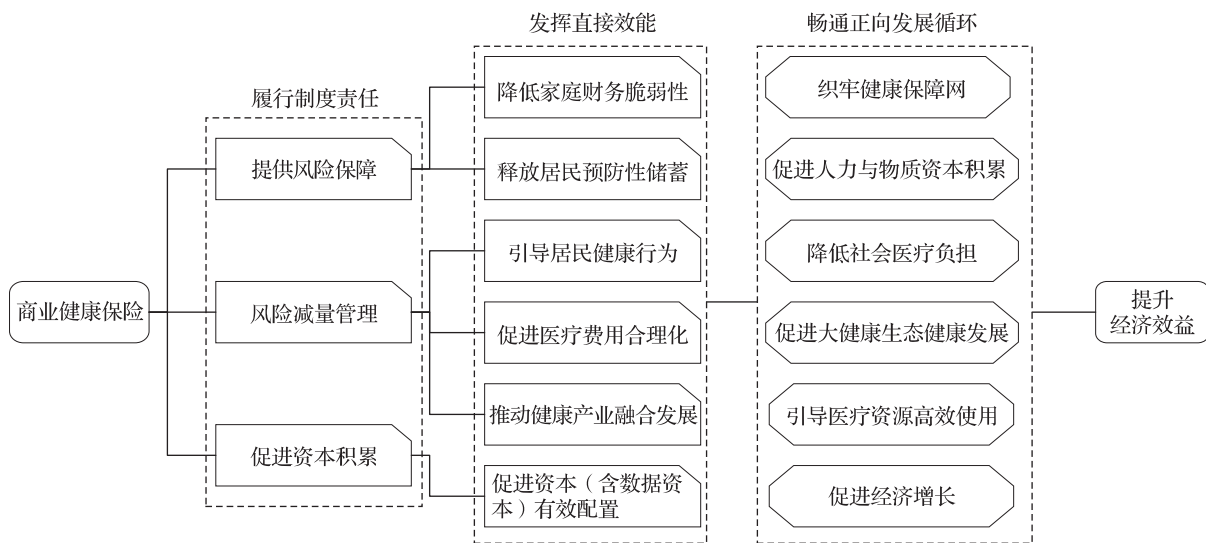 商业健康保险
履行制度责任
提供风险保障
风险减量管理
促进资本积累
发挥直接效能
降低家庭财务脆弱性
释放居民预防性储蓄
引导居民健康行为
促进医疗费用合理化
推动健康产业融合发展
促进资本（含数据资
本）有效配置
畅通正向发展循环
织牢健康保障网
促进人力与物质资本积累
降低社会医疗负担
促进大健康生态健康发展
引导医疗资源高效使用
促进经济增长
提升
经济效益